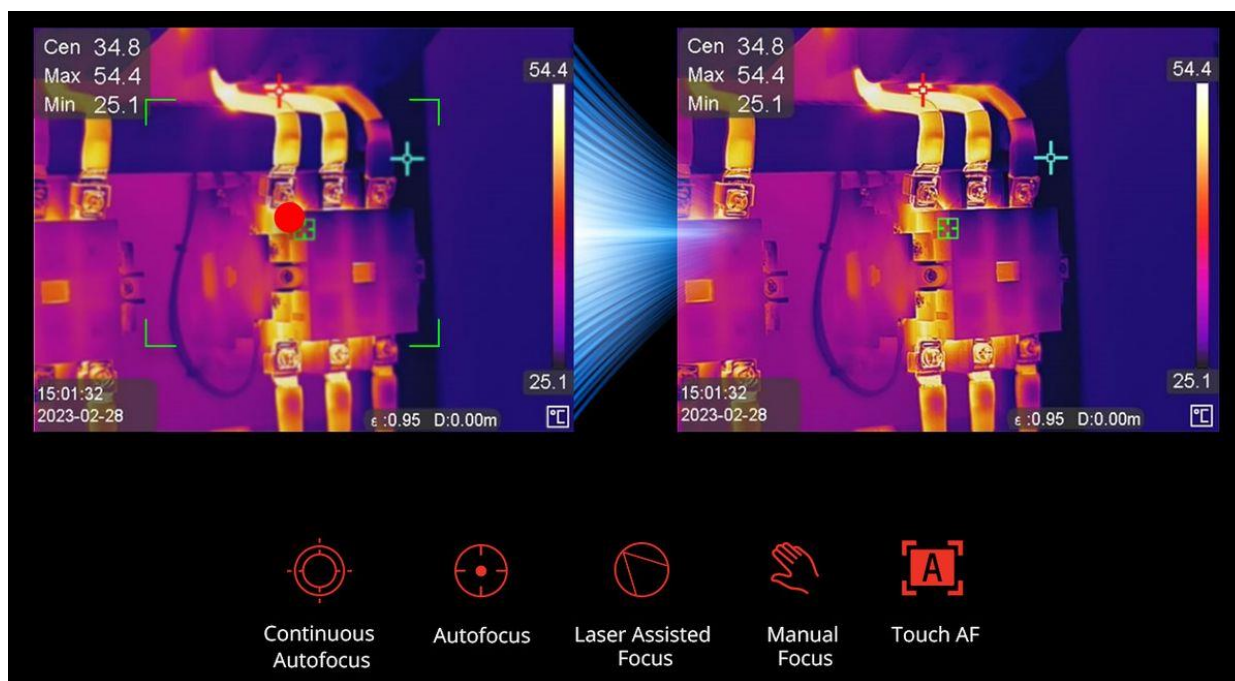 Cen 34.8
Max 54.4
Min 25.1
54.4
25.1
15:01:32
2023-02-28
ε :0.95 D:0.00m
°C
Cen 34.8
Max 54.4
Min 25.1
54.4
25.1
15:01:32
2023-02-28
ε :0.95 D:0.00m
°C
A
Continuous
Autofocus
Autofocus
Laser Assisted
Focus
Manual
Focus
Touch AF